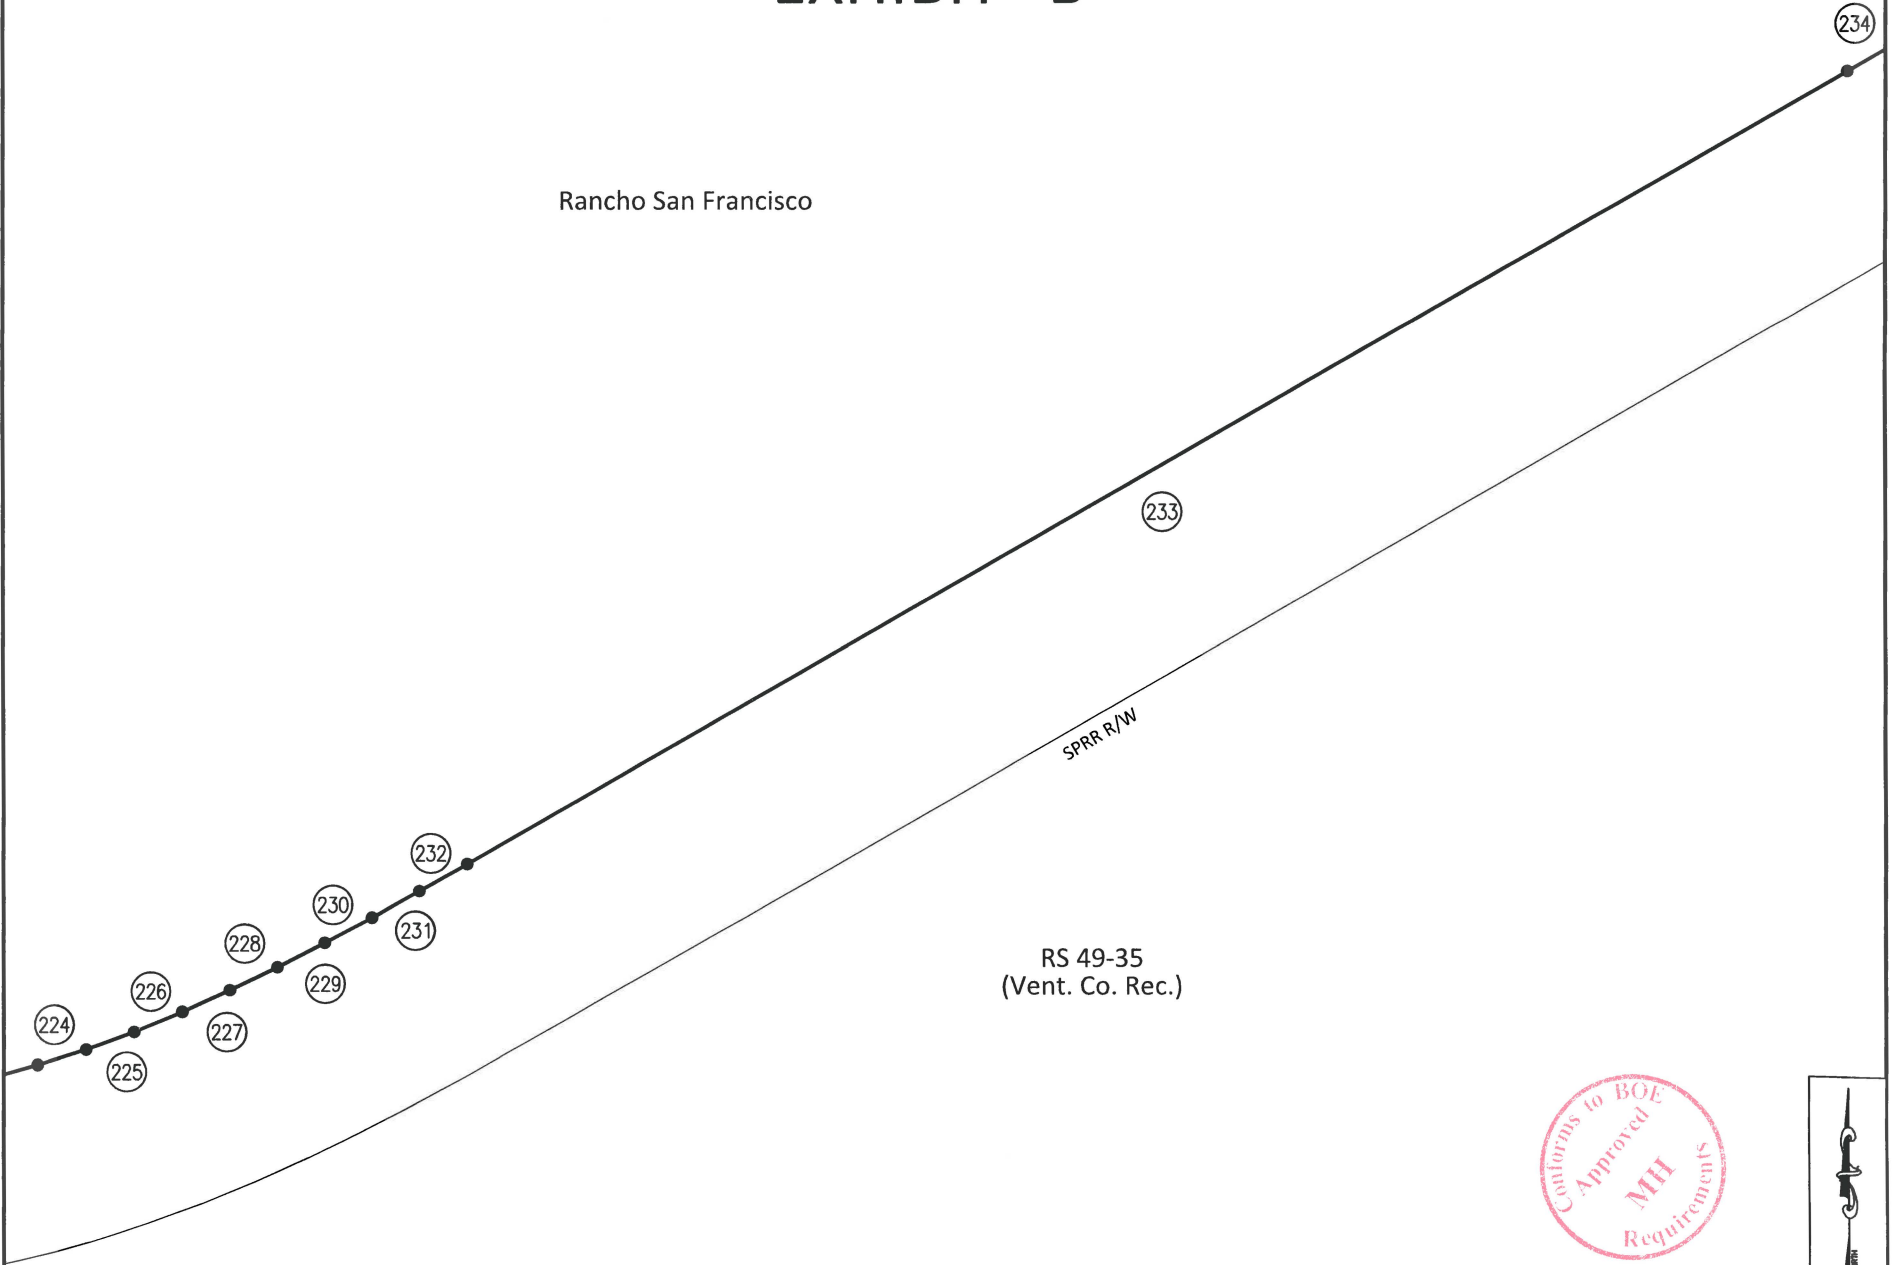 234
Rancho San Francisco
233
SPRR R/W
232
230
231
228
229
226
227
224
225
RS 49-35
(Vent. Co. Rec.)
Conforms to BOE
Approved
MH
Requirements